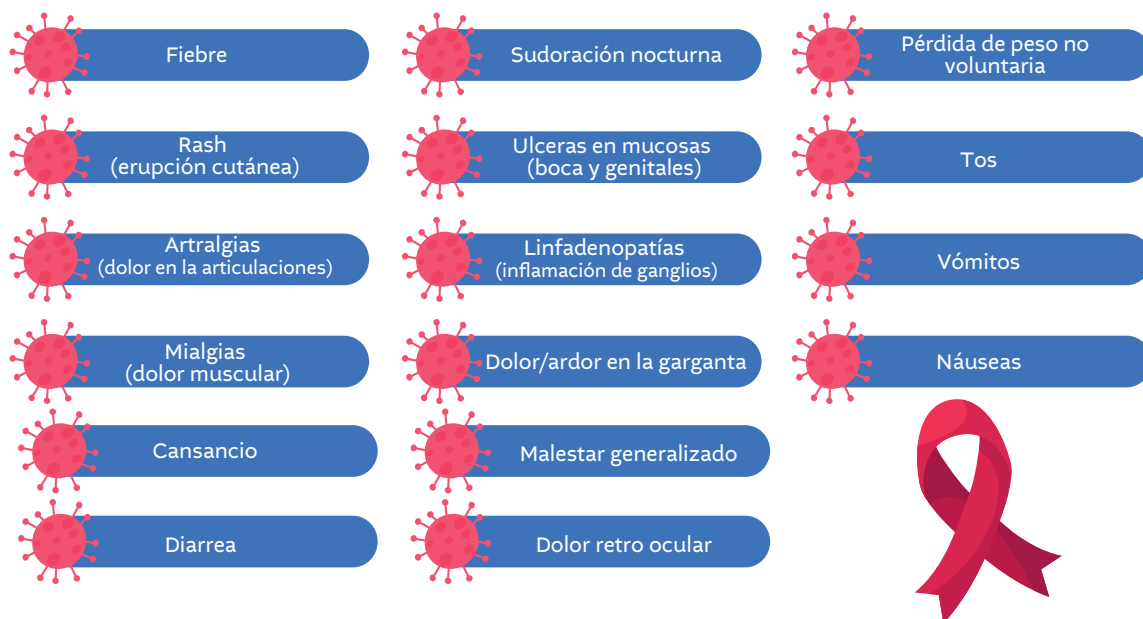 Fiebre
Sudoración nocturna
Pérdida de peso no
voluntaria
Rash
(erupción cutánea)
Ulceras en mucosas
(boca y genitales)
Tos
Artralgias
(dolor en la articulaciones)
Linfadenopatías
(inflamación de ganglios)
Vómitos
Mialgias
(dolor muscular)
Dolor/ardor en la garganta
Náuseas
Cansancio
Malestar generalizado
Diarrea
Dolor retro ocular